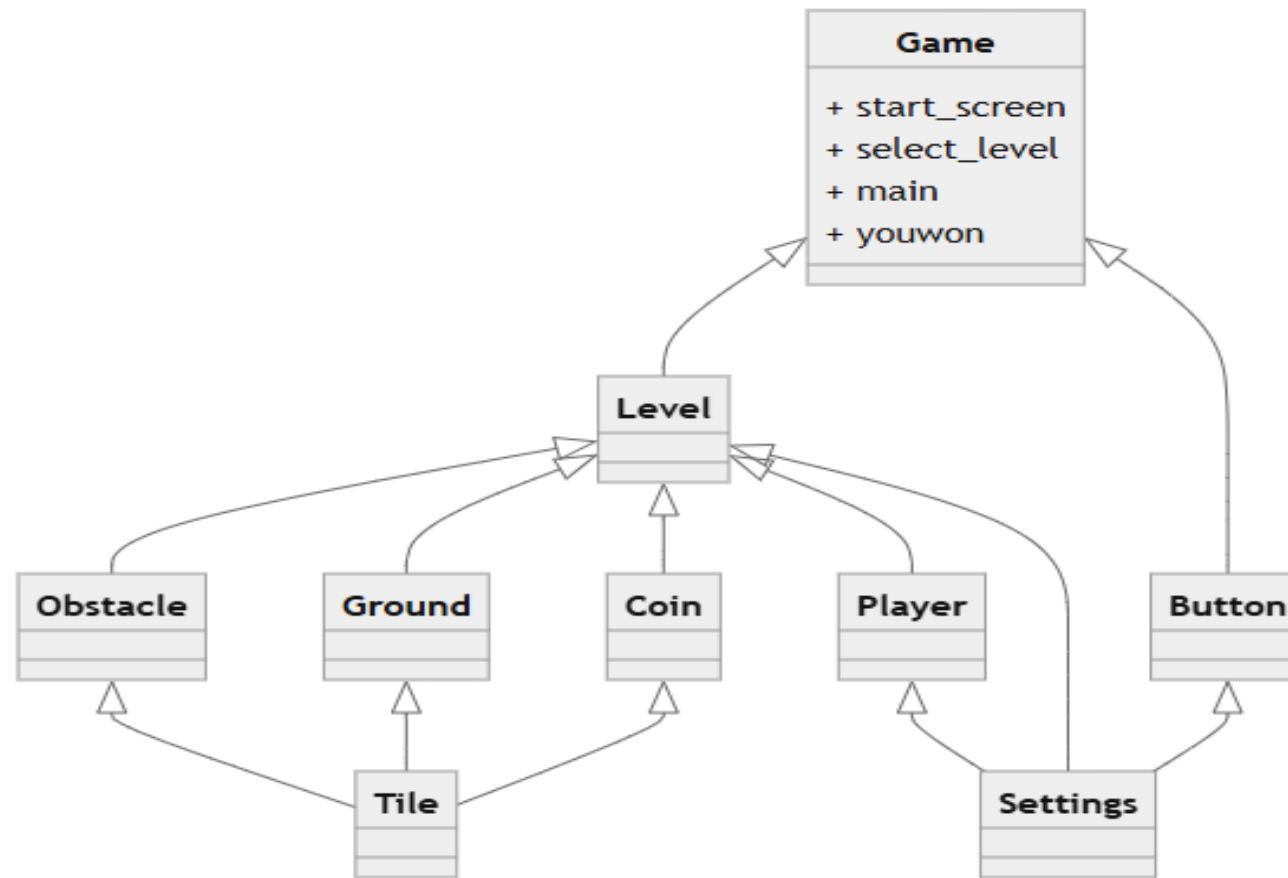 Game
+ start_screen
+ select_level
+ main
+ youwon
Level
Obstacle
Ground
Coin
Player
Button
Tile
Settings